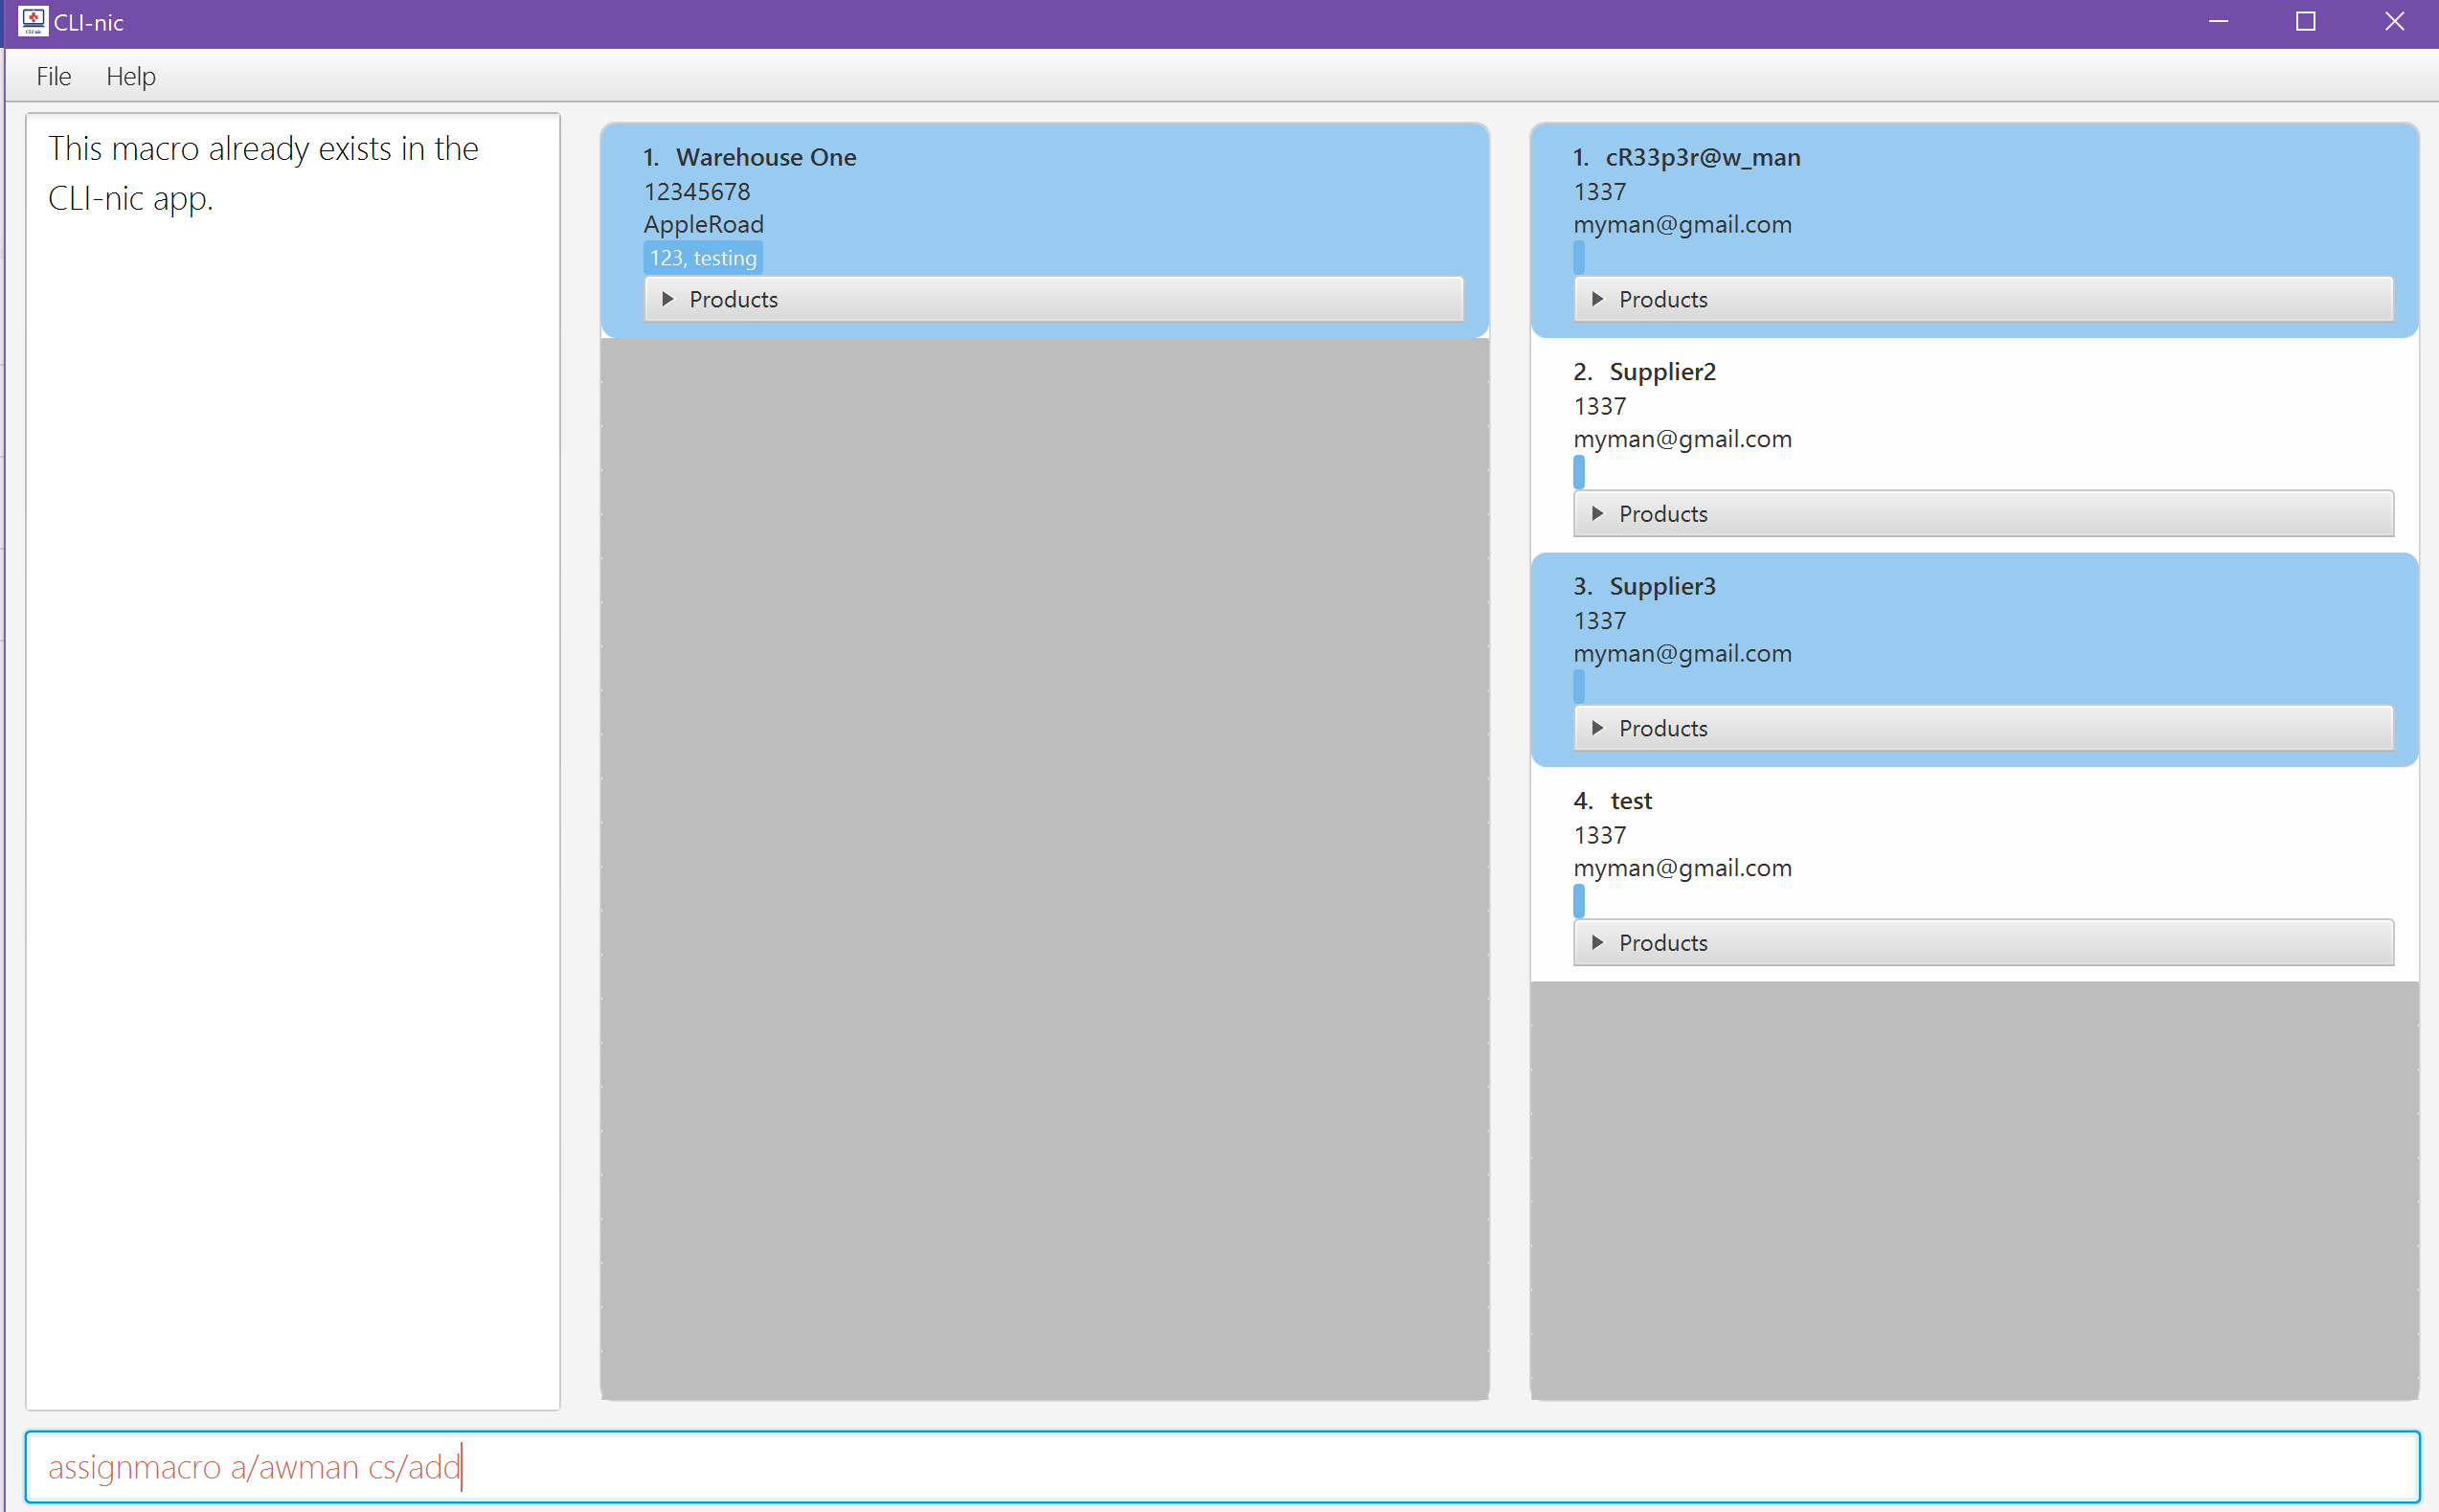 CLI-nic
File Help
This macro already exists in the
CLI-nic app.
1. Warehouse One
12345678
AppleRoad
123, testing
Products
1. cR33p3r@w_man
1337
myman@gmail.com
Products
2. Supplier2
1337
myman@gmail.com
Products
3. Supplier3
1337
myman@gmail.com
Products
4. test
1337
myman@gmail.com
Products
assignmacro a/awman cs/add